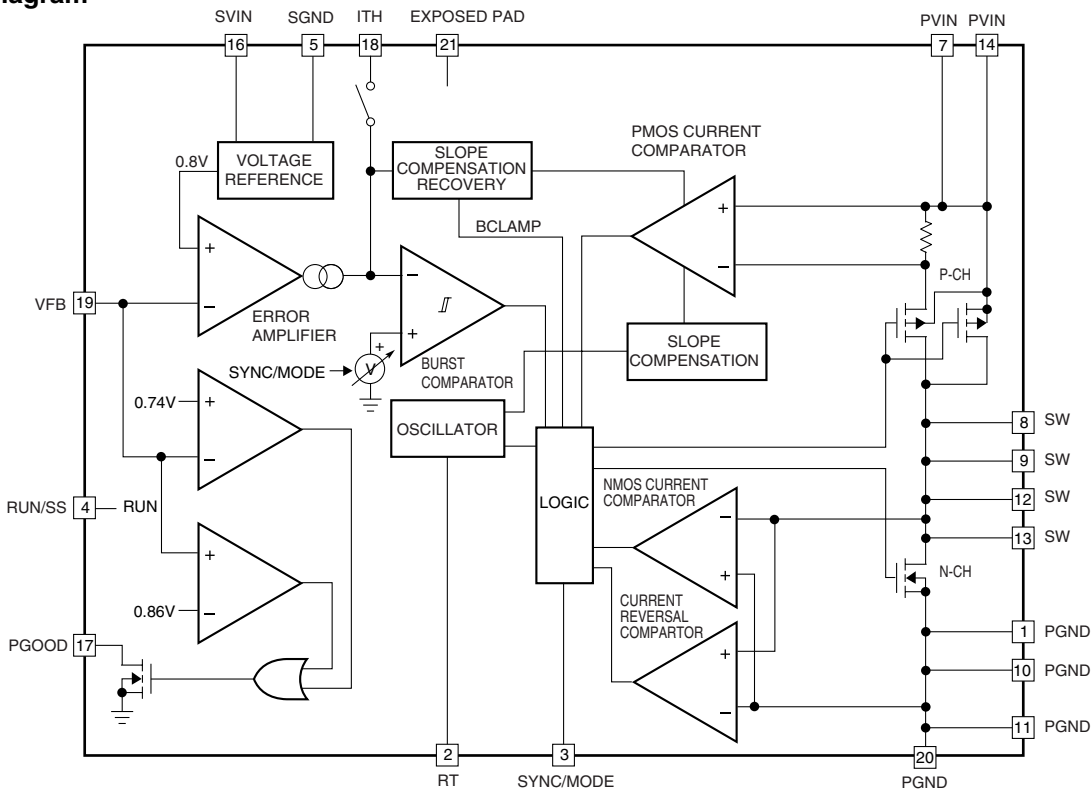 iagram
SVIN SGND ITH EXPOSED PAD PVIN PVIN
16 5 18 21 7 14
0.8V
VOLTAGE
REFERENCE
SLOPE
COMPENSATION
RECOVERY
PMOS CURRENT
COMPARATOR
+
−
BCLAMP
P-CH
VFB 19
+
−
ERROR
AMPLIFIER
−
+
BURST
COMPARATOR
SYNC/MODE
+
V
SLOPE
COMPENSATION
0.74V
+
−
OSCILLATOR
8 SW
9 SW
12 SW
13 SW
RUN/SS 4 RUN
LOGIC
NMOS CURRENT
COMPARATOR
−
+
N-CH
+
0.86V −
CURRENT
REVERSAL
COMPARTOR
+
−
PGOOD 17
1 PGND
10 PGND
11 PGND
2 3 20
RT SYNC/MODE PGND